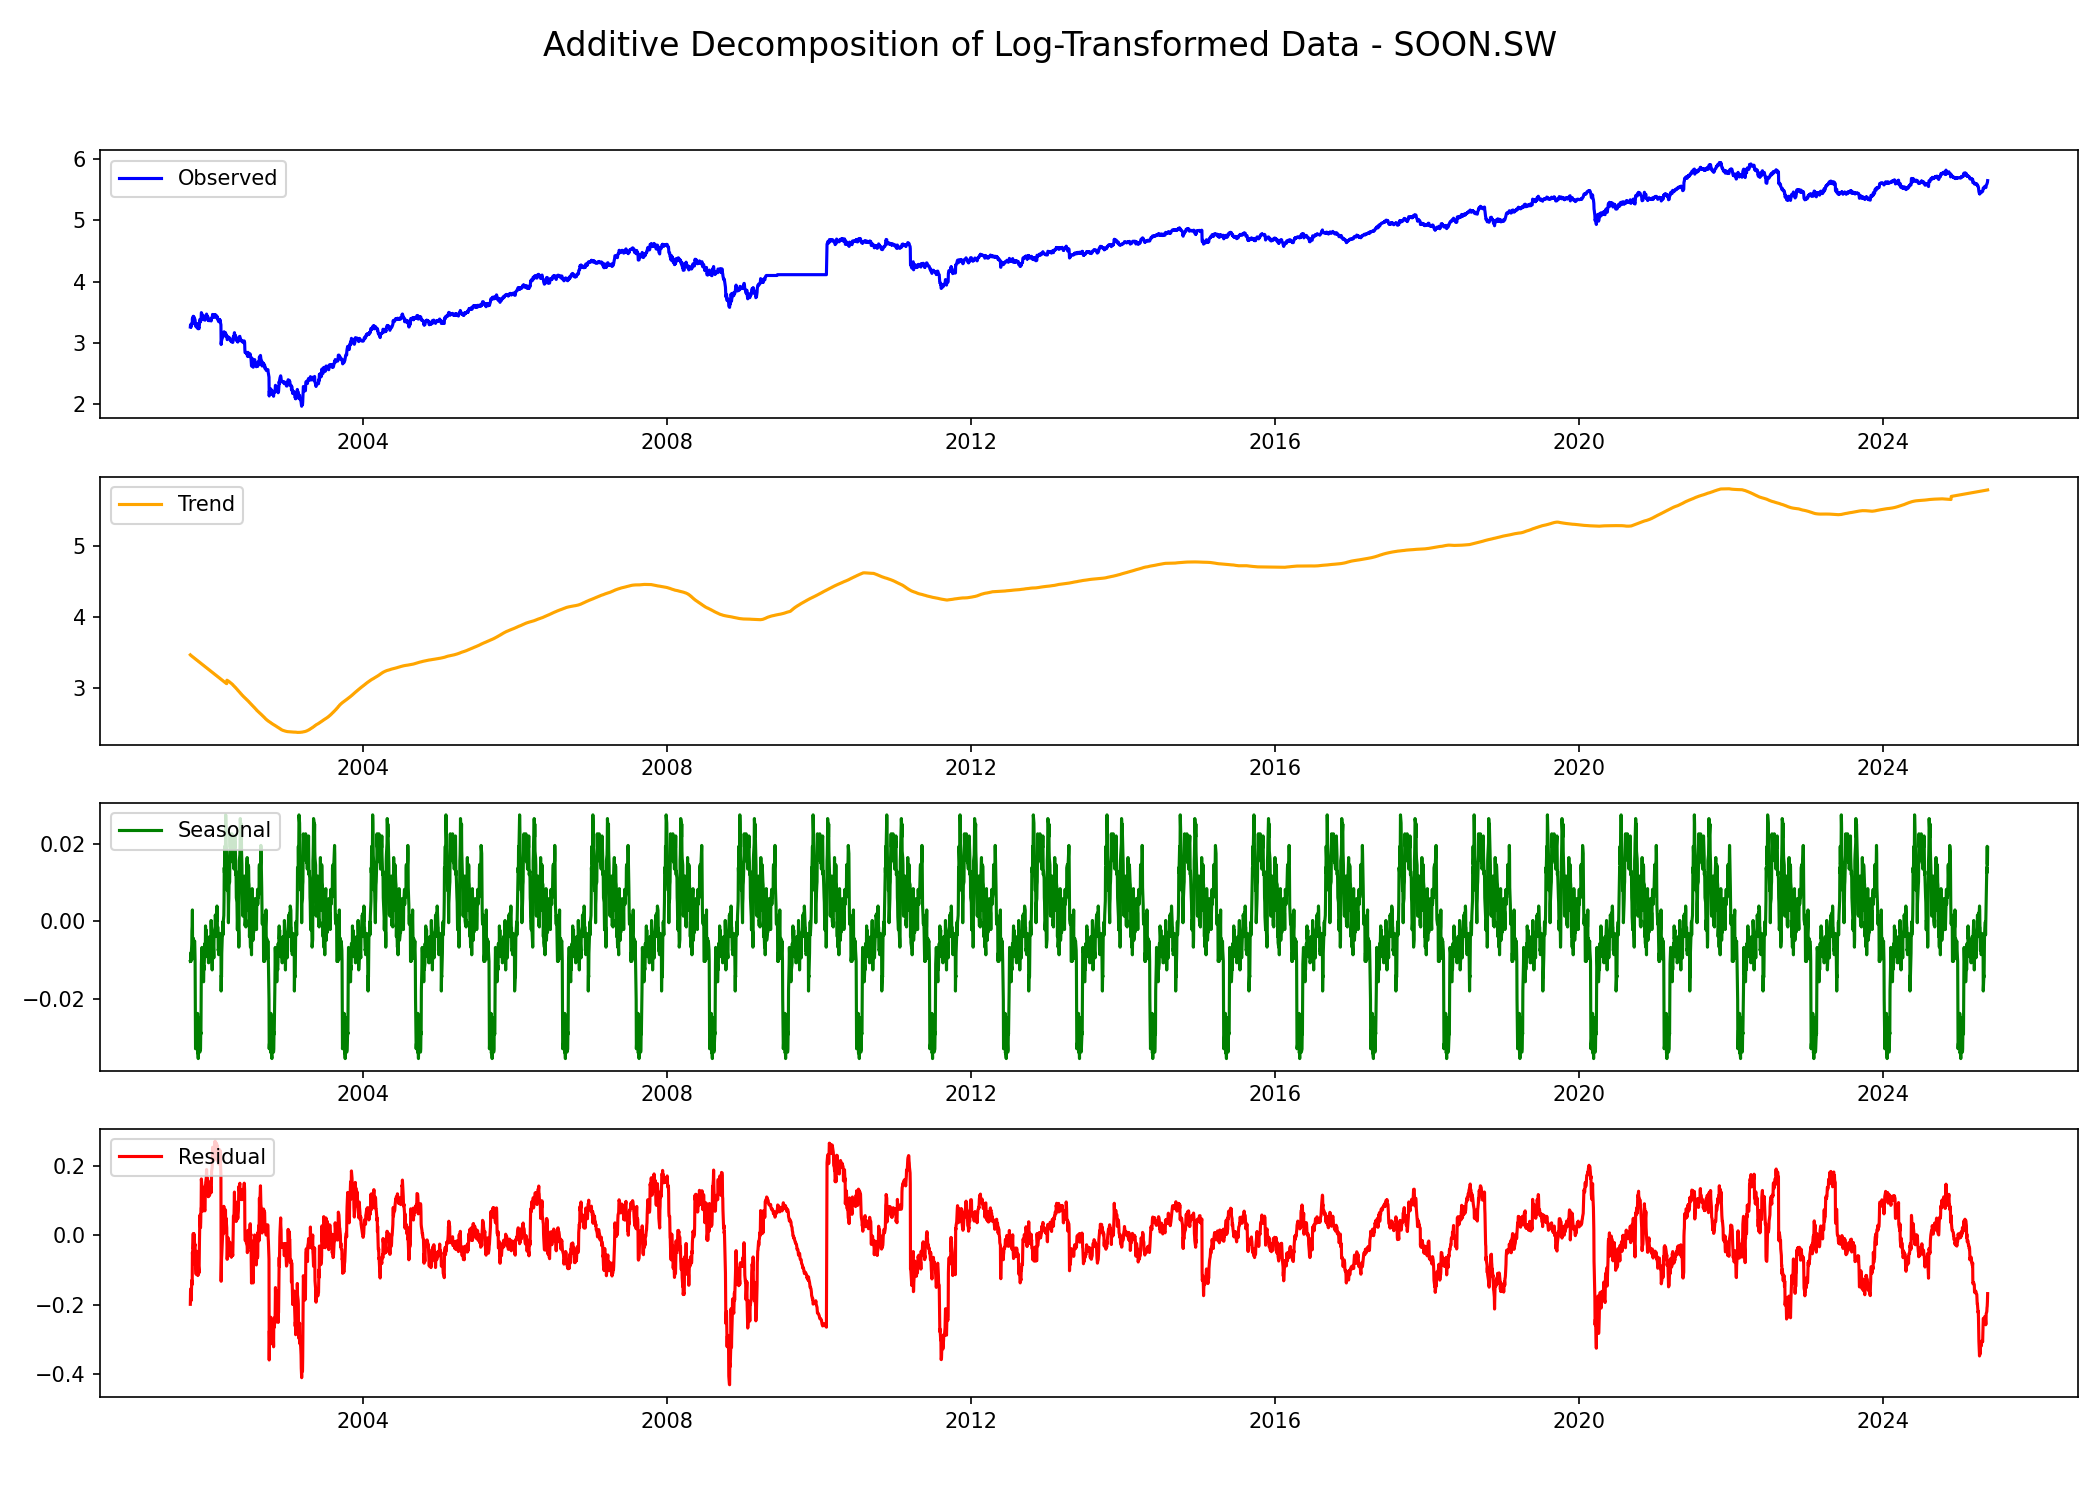 Additive Decomposition of Log-Transformed Data - SOON.SW
6
5
4
3
2
Observed
2004 2008 2012 2016 2020 2024
5
4
3
Trend
2004 2008 2012 2016 2020 2024
0.02
0.00
−0.02
Seasonal
2004 2008 2012 2016 2020 2024
0.2
0.0
−0.2
−0.4
Residual
2004 2008 2012 2016 2020 2024